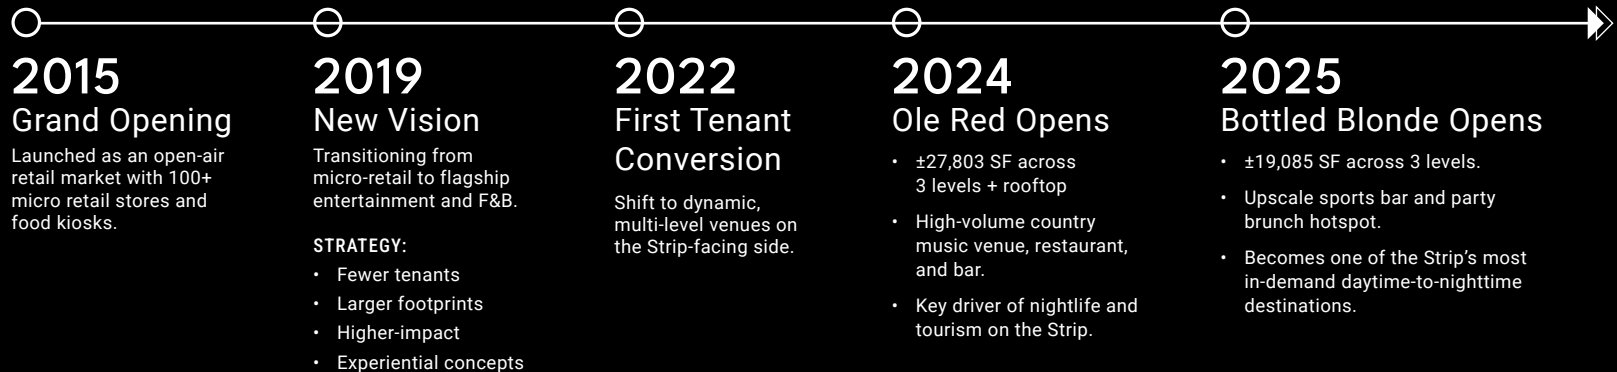 2015
Grand Opening
Launched as an open-air
retail market with 100+
micro retail stores and
food kiosks.
2019
New Vision
Transitioning from
micro-retail to flagship
entertainment and F&B.
STRATEGY:
• Fewer tenants
• Larger footprints
• Higher-impact
• Experiential concepts
2022
First Tenant
Conversion
Shift to dynamic,
multi-level venues on
the Strip-facing side.
2024
Ole Red Opens
• ±27,803 SF across
3 levels + rooftop
• High-volume country
music venue, restaurant,
and bar.
• Key driver of nightlife and
tourism on the Strip.
2025
Bottled Blonde Opens
• ±19,085 SF across 3 levels.
• Upscale sports bar and party
brunch hotspot.
• Becomes one of the Strip’s most
in-demand daytime-to-nighttime
destinations.